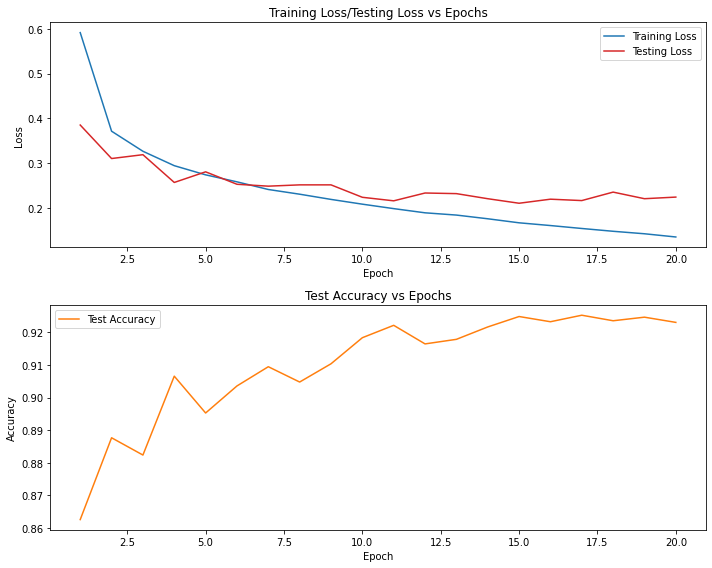 Training Loss/Testing Loss vs Epochs
Training Loss
Testing Loss
Loss
0.6
0.5
0.4
0.3
0.2
2.5 5.0 7.5 10.0 12.5 15.0 17.5 20.0
Epoch
Test Accuracy vs Epochs
Test Accuracy
Accuracy
0.92
0.91
0.90
0.89
0.88
0.87
0.86
2.5 5.0 7.5 10.0 12.5 15.0 17.5 20.0
Epoch